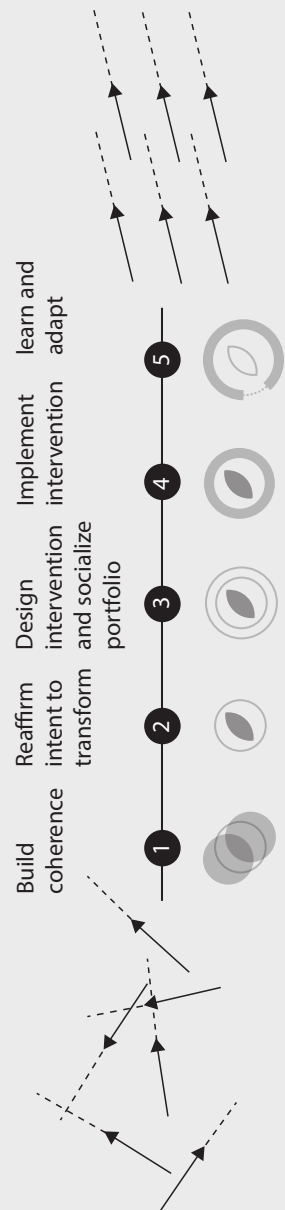 Build
coherence
Reaffirm
intent to
transform
Design
intervention
and socialize
portfolio
Implement
intervention
learn and
adapt
1
2
3
4
5